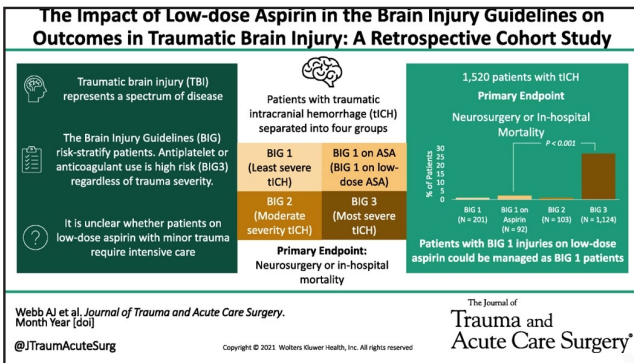 The Impact of Low-dose Aspirin in the Brain Injury Guidelines on
Outcomes in Traumatic Brain Injury: A Retrospective Cohort Study
Traumatic brain injury (TBI)
represents a spectrum of disease
The Brain Injury Guidelines (BIG)
risk-stratify patients. Antiplatelet or
anticoagulant use is high risk (BIG3)
regardless of trauma severity.
It is unclear whether patients on
low-dose aspirin with minor trauma
require intensive care
Patients with traumatic
intracranial hemorrhage (tICH)
separated into four groups
BIG 1
(Least severe
tICH)
BIG 1 on ASA
(BIG 1 on low-
dose ASA)
BIG 2
(Moderate
severity tICH)
BIG 3
(Most severe
tICH)
Primary Endpoint:
Neurosurgery or in-hospital
mortality
1,520 patients with tICH
Primary Endpoint
Neurosurgery or In-hospital
Mortality
P < 0.001
% of Patients
30
25
20
15
10
5
0
BIG 1
(N = 201)
BIG 1 on
Aspirin
(N = 92)
BIG 2
(N = 103)
BIG 3
(N = 1,124)
Patients with BIG 1 injuries on low-dose
aspirin could be managed as BIG 1 patients
Webb AJ et al. Journal of Trauma and Acute Care Surgery.
Month Year [doi]
@JTraumAcuteSurg
Copyright © 2021 Wolters Kluwer Health, Inc. All rights reserved
The Journal of
Trauma and
Acute Care Surgery®